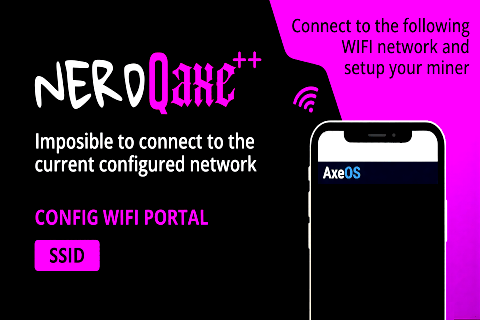 Connect to the following
WIFI network and
setup your miner
NERDQaxe++
Imposible to connect to the
current configured network
AxeOS
CONFIG WIFI PORTAL
SSID